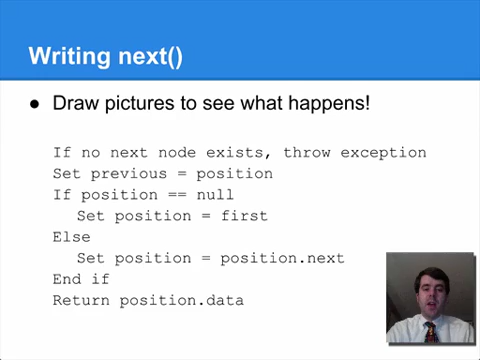 Writing next()
● Draw pictures to see what happens!
If no next node exists, throw exception
Set previous = position
If position == null
Set position = first
Else
Set position = position.next
End if
Return position.data